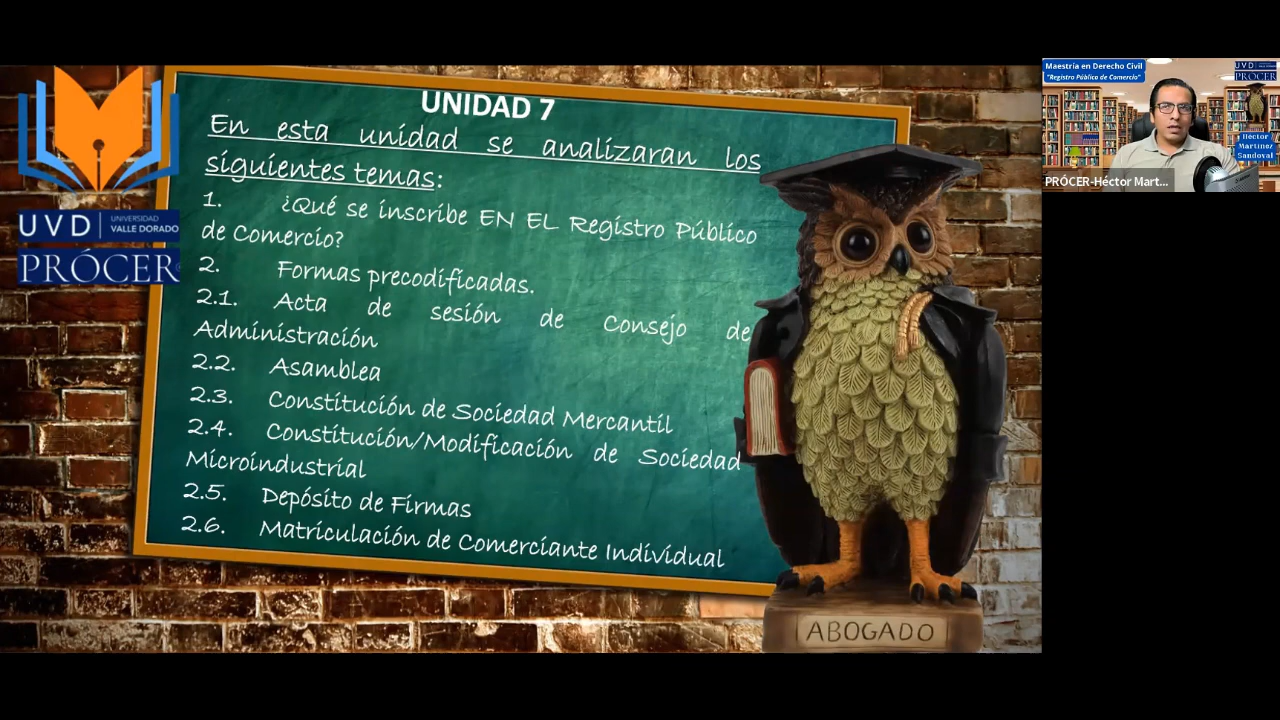 UNIDAD 7
En esta unidad se analizaran los
siguientes temas:
1. ¿Qué se inscribe EN EL Registro Público
de Comercio?
2. Formas precodificadas.
2.1. Acta de sesión de Consejo de
Administración
2.2. Asamblea
2.3. Constitución de Sociedad Mercantil
2.4. Constitución/Modificación de Sociedad
Microindustrial
2.5. Depósito de Firmas
2.6. Matriculación de Comerciante Individual
UVD UNIVERSIDAD
VALLE DORADO
PRÓCER
ABOGADO
Maestría en Derecho Civil
"Registro Público de Comercio"
UVD
PRÓCER
Héctor
Martínez
Sandoval
PRÓCER-Héctor Mart...